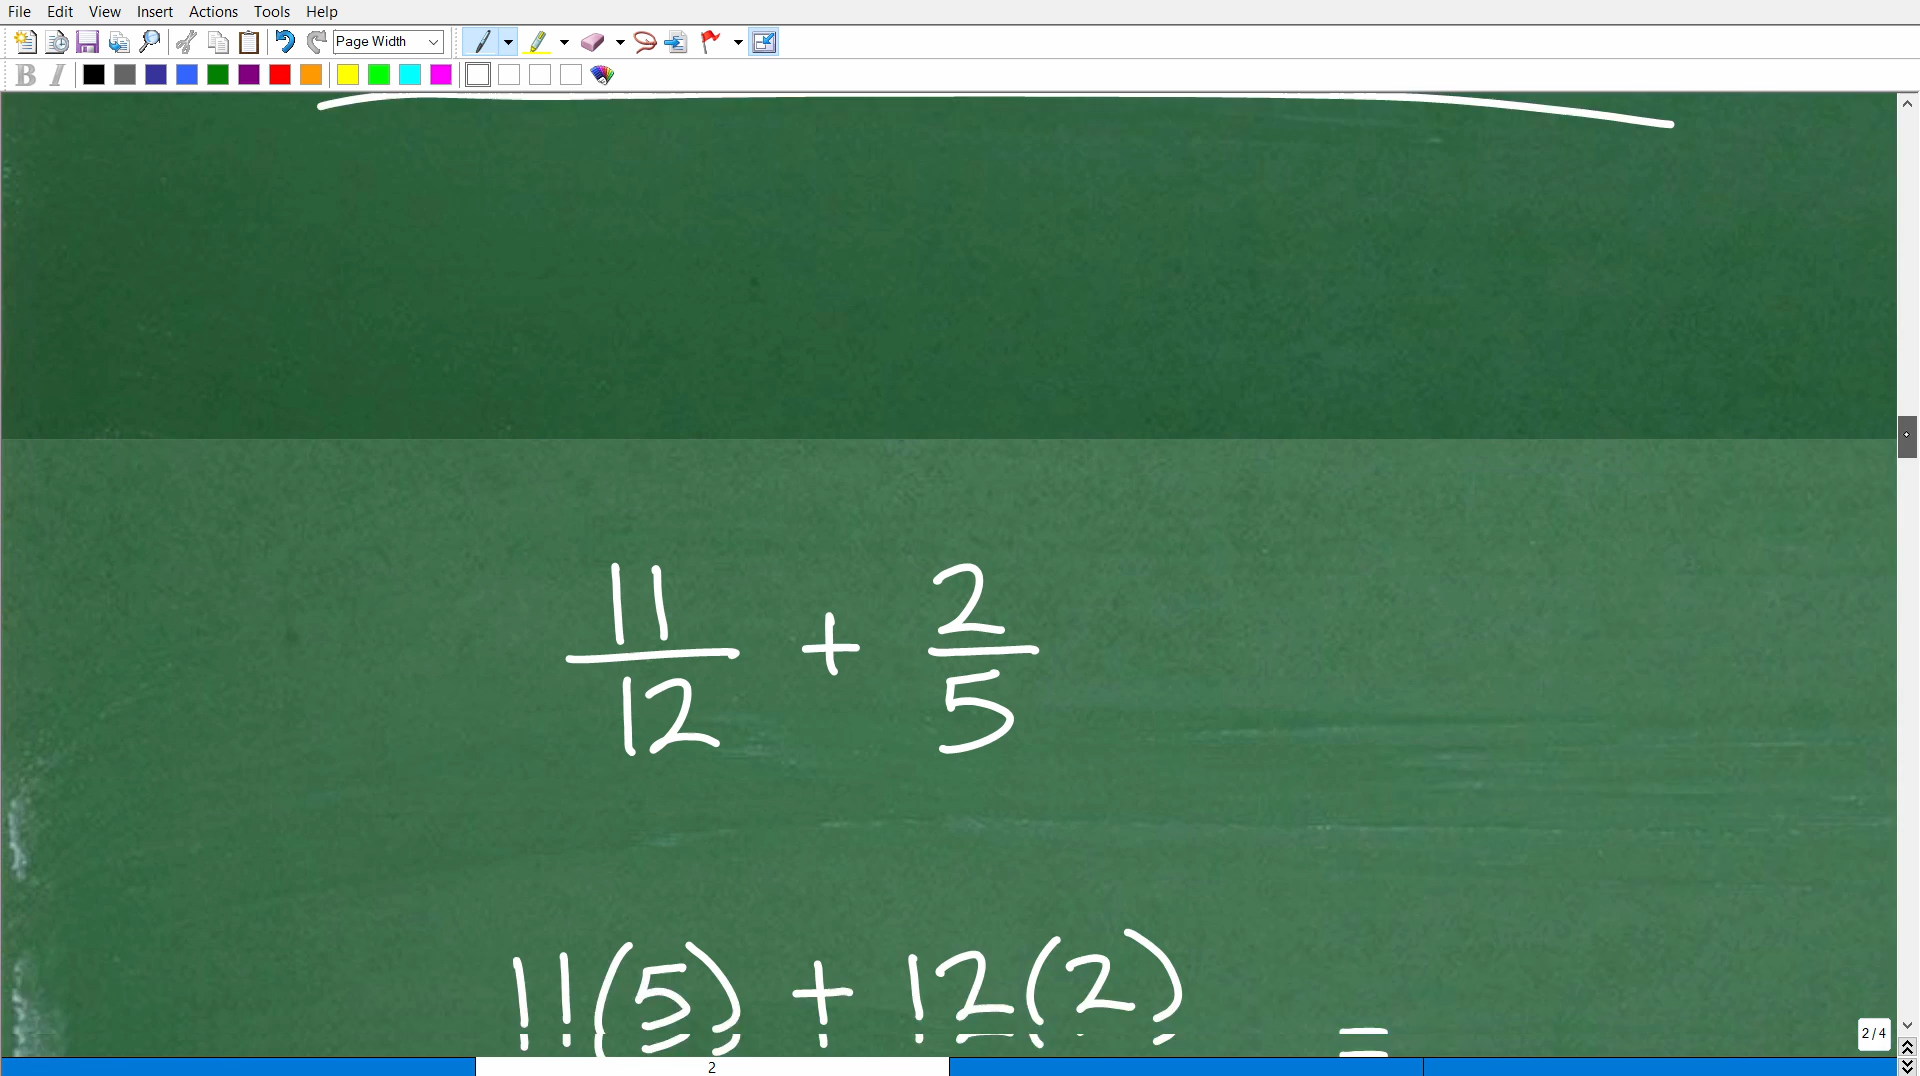 File Edit View Insert Actions Tools Help
Page Width
B I
11/12 + 2/5
11(5) + 12(2) =
2 / 4
2